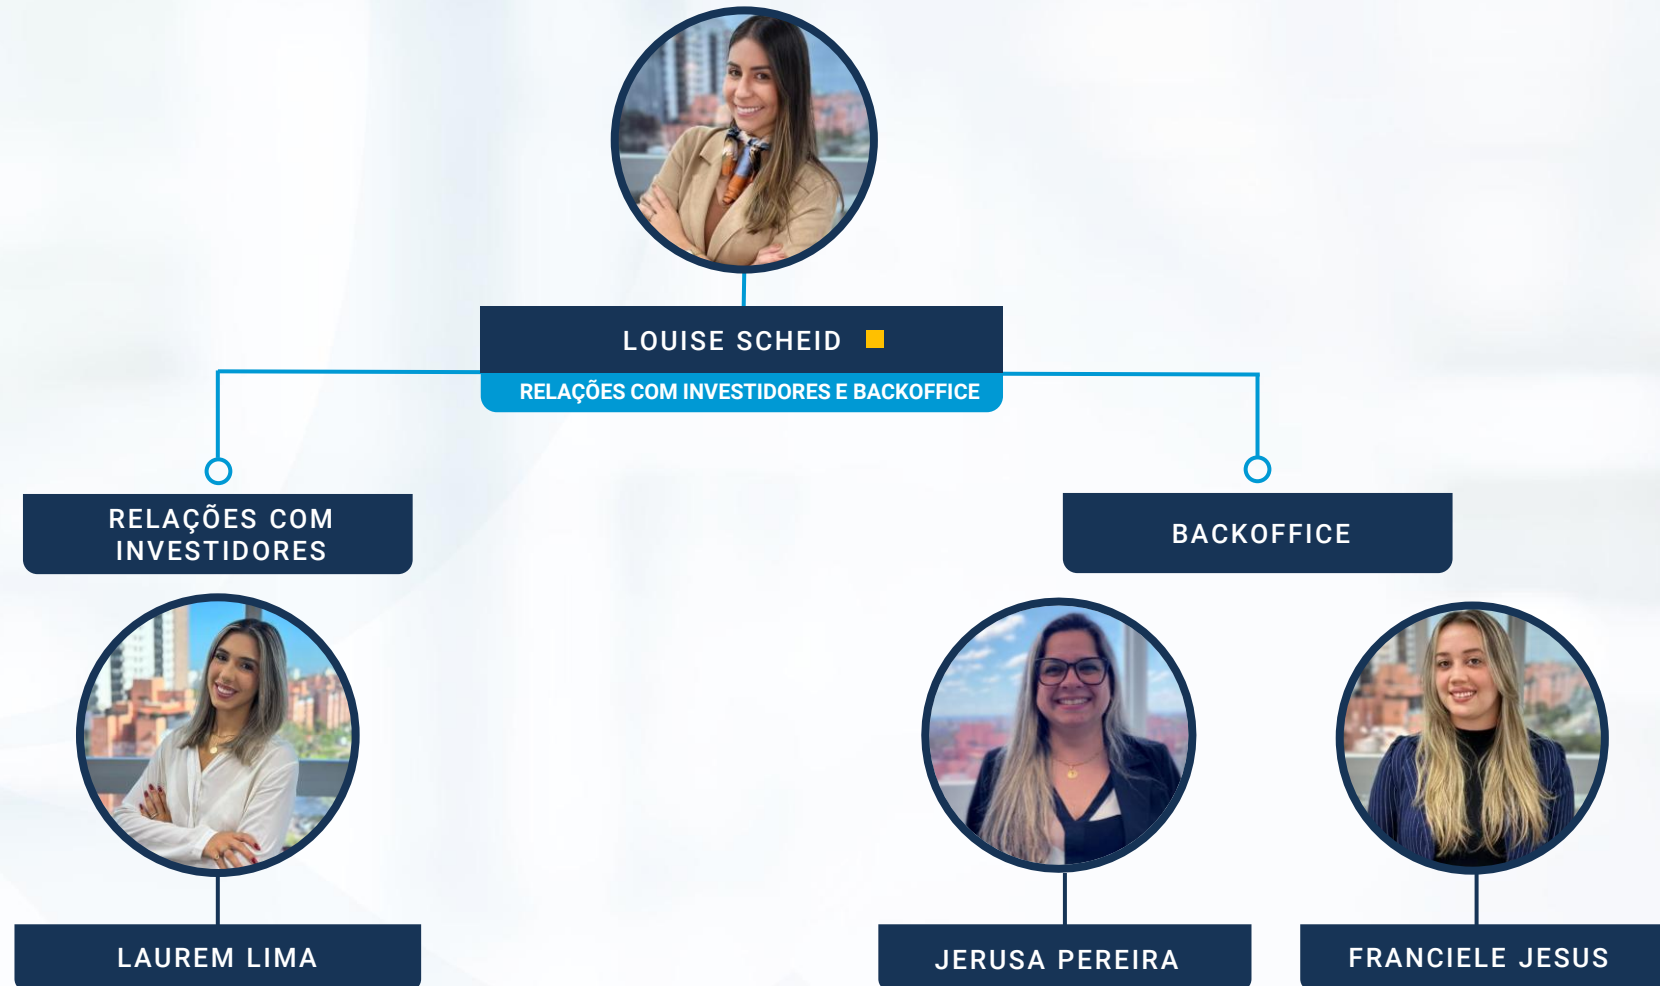 LOUISE SCHEID
RELAÇÕES COM INVESTIDORES E BACKOFFICE
RELAÇÕES COM
INVESTIDORES
BACKOFFICE
LAUREM LIMA
JERUSA PEREIRA
FRANCIELE JESUS